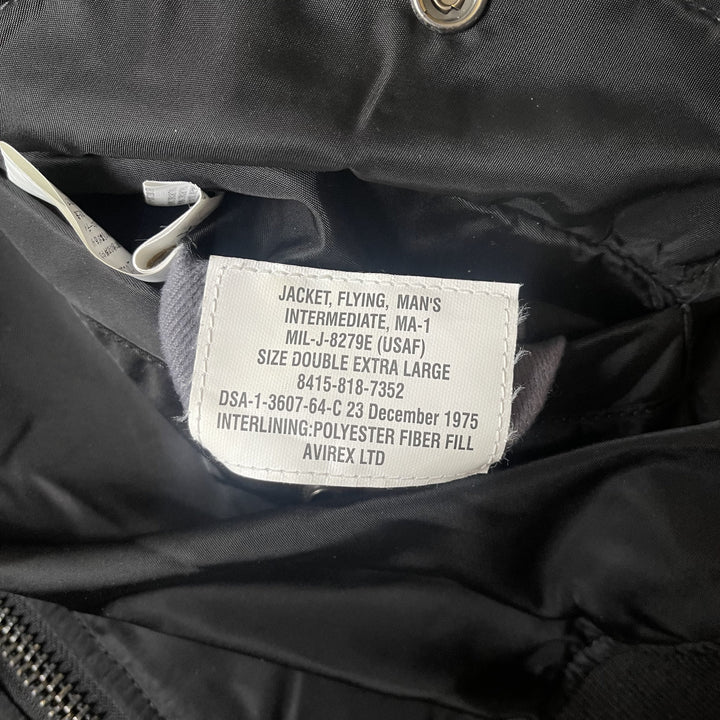 JACKET, FLYING, MAN'S
INTERMEDIATE, MA-1
MIL-J-8279E (USAF)
SIZE DOUBLE EXTRA LARGE
8415-818-7352
DSA-1-3607-64-C 23 December 1975
INTERLINING:POLYESTER FIBER FILL
AVIREX LTD